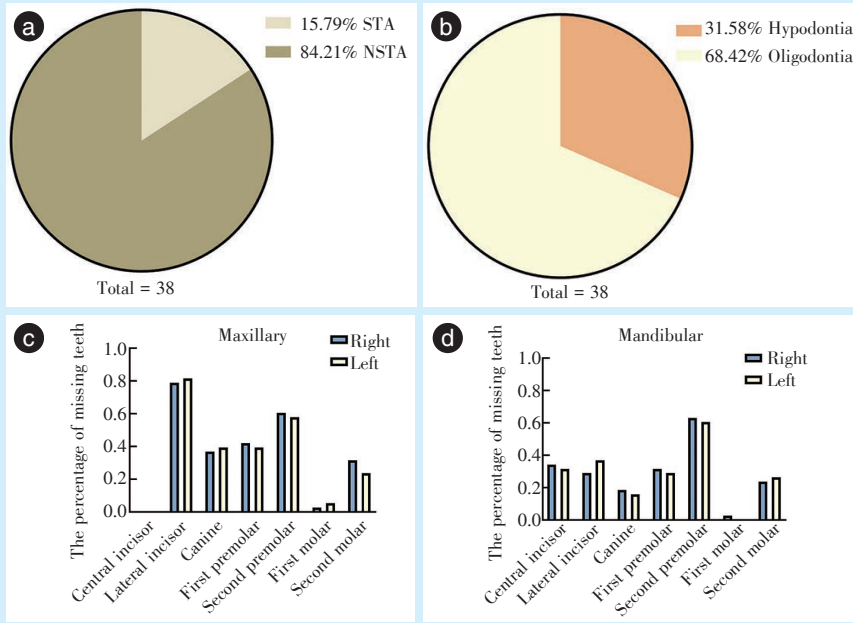 a
15.79% STA
84.21% NSTA
Total = 38
b
31.58% Hypodontia
68.42% Oligodontia
Total = 38
c
Maxillary
Right
Left
The percentage of missing teeth
1.0
0.8
0.6
0.4
0.2
0.0
Central incisor
Lateral incisor
Canine
First premolar
Second premolar
First molar
Second molar
d
Mandibular
Right
Left
The percentage of missing teeth
1.0
0.8
0.6
0.4
0.2
0.0
Central incisor
Lateral incisor
Canine
First premolar
Second premolar
First molar
Second molar